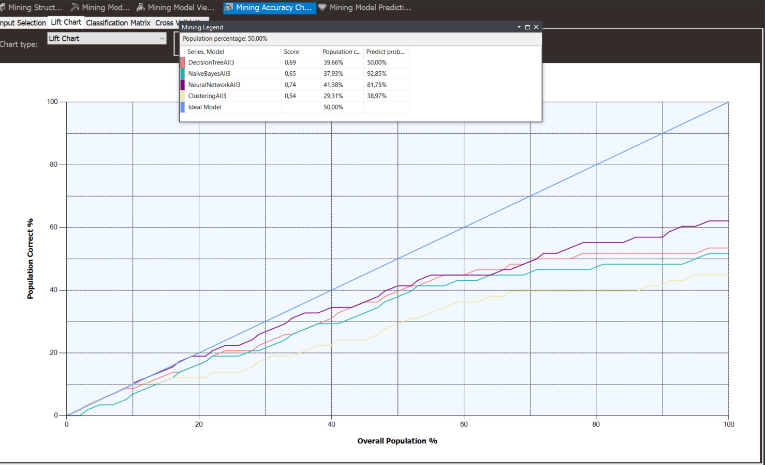 Mining Struct... Mining Mod... Mining Model Vie... Mining Accuracy Ch... Mining Model Predicti...
nput Selection Lift Chart Classification Matrix Cross
Chart type: Lift Chart
Mining Legend
Population percentage: 50,00%
Series, Model Score Population c... Predict prob...
DecisionTreeAll3 0,69 39,66% 50,00%
NaiveBayesAll3 0,65 37,93% 92,85%
NeuralNetworkAll3 0,74 41,38% 81,75%
ClusteringAll3 0,54 29,31% 38,97%
Ideal Model 50,00%
100
80
60
40
20
0
Population Correct %
0 20 40 60 80 100
Overall Population %